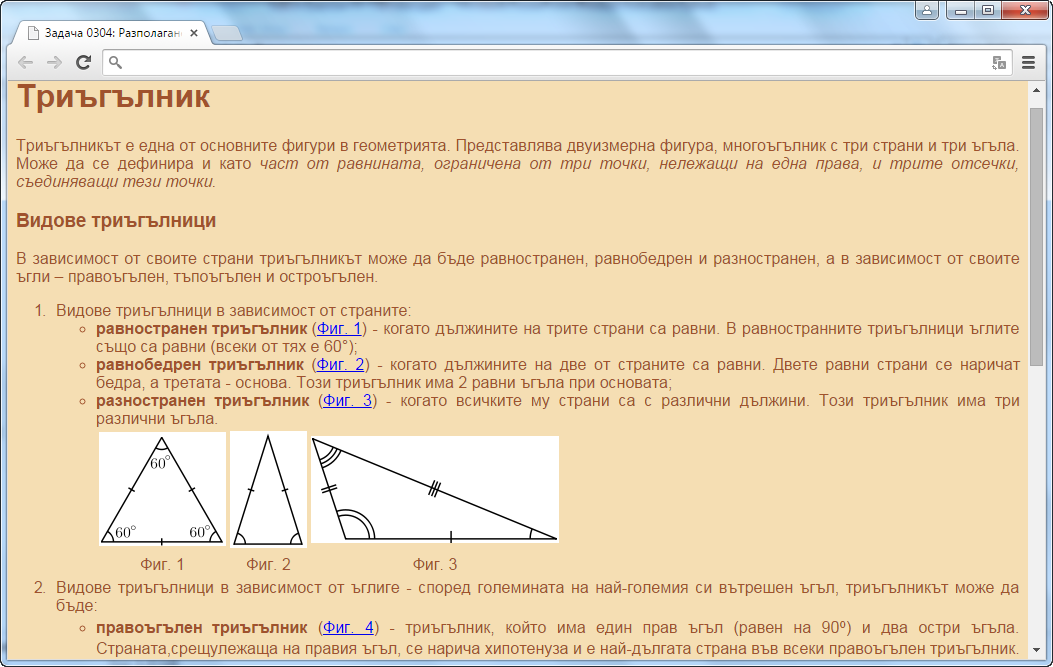 Задача 0304: Разполаган
Триъгълник
Триъгълникът е една от основните фигури в геометрията. Представлява двуизмерна фигура, многоъгълник с три страни и три ъгъла.
Може да се дефинира и като част от равнината, ограничена от три точки, нележащи на една права, и трите отсечки,
съединяващи тези точки.
Видове триъгълници
В зависимост от своите страни триъгълникът може да бъде равностранен, равнобедрен и разностранен, а в зависимост от своите
ъгли – правоъгълен, тъпоъгълен и остроъгълен.
1. Видове триъгълници в зависимост от страните:
равностранен триъгълник (Фиг. 1) - когато дължините на трите страни са равни. В равностранните триъгълници ъглите
също са равни (всеки от тях е 60°);
равнобедрен триъгълник (Фиг. 2) - когато дължините на две от страните са равни. Двете равни страни се наричат
бедра, а третата - основа. Този триъгълник има 2 равни ъгъла при основата;
разностранен триъгълник (Фиг. 3) - когато всичките му страни са с различни дължини. Този триъгълник има три
различни ъгъла.
60°
60° 60°
Фиг. 1 Фиг. 2 Фиг. 3
2. Видове триъгълници в зависимост от ъглиге - според големината на най-големия си вътрешен ъгъл, триъгълникът може да
бъде:
правоъгълен триъгълник (Фиг. 4) - триъгълник, който има един прав ъгъл (равен на 90º) и два остри ъгъла.
Страната,срещулежаща на правия ъгъл, се нарича хипотенуза и е най-дългата страна във всеки правоъгълен триъгълник.